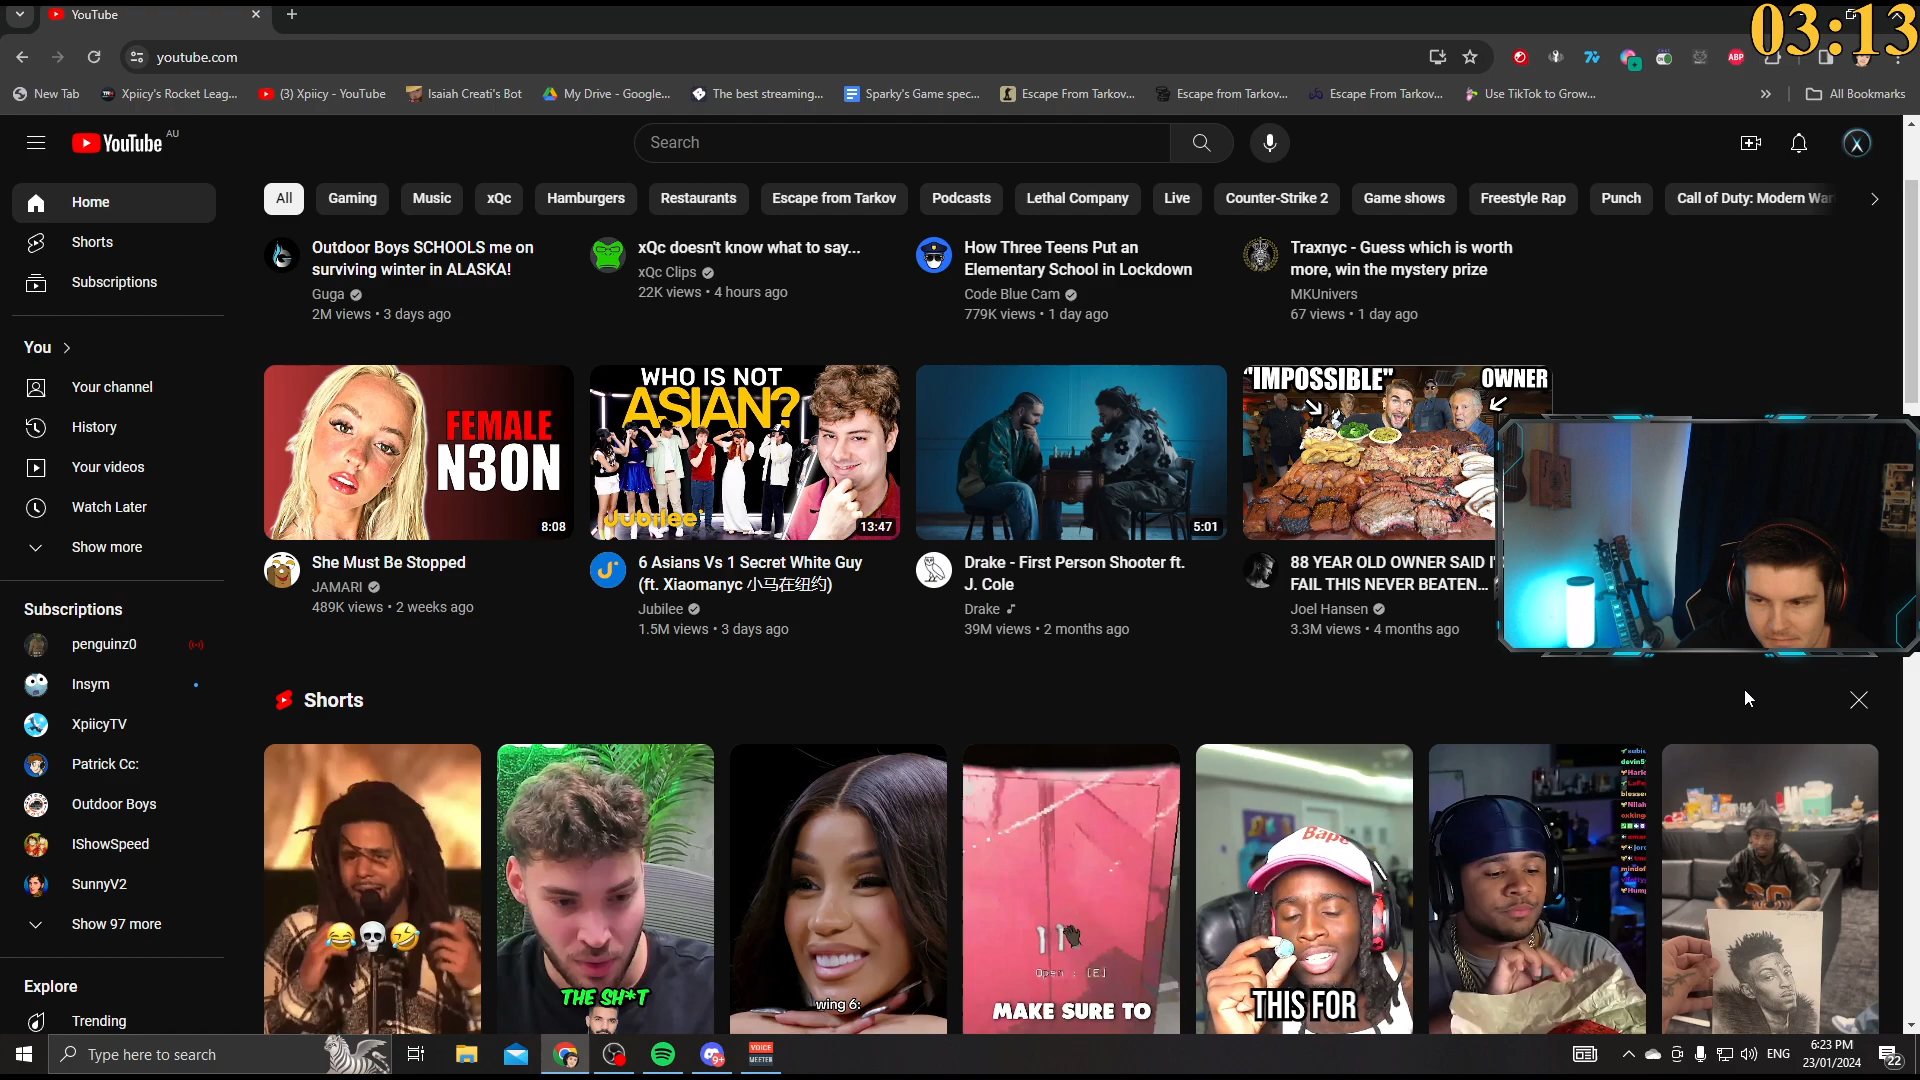 YouTube
03:13
youtube.com
ABP
New Tab
Xpiicy's Rocket Leag...
(3) Xpiicy - YouTube
Isaiah Creati's Bot
My Drive - Google...
The best streaming...
Sparky's Game spec...
Escape From Tarkov...
Escape from Tarkov...
Escape From Tarkov...
Use TikTok to Grow...
All Bookmarks
YouTube AU
Search
Home
Shorts
Subscriptions
You
Your channel
History
Your videos
Watch Later
Show more
Subscriptions
penguinz0
Insym
XpiicyTV
Patrick Cc:
Outdoor Boys
IShowSpeed
SunnyV2
Show 97 more
Explore
Trending
All
Gaming
Music
xQc
Hamburgers
Restaurants
Escape from Tarkov
Podcasts
Lethal Company
Live
Counter-Strike 2
Game shows
Freestyle Rap
Punch
Call of Duty: Modern War
Outdoor Boys SCHOOLS me on
surviving winter in ALASKA!
Guga
2M views • 3 days ago
xQc doesn't know what to say...
xQc Clips
22K views • 4 hours ago
How Three Teens Put an
Elementary School in Lockdown
Code Blue Cam
779K views • 1 day ago
Traxnyc - Guess which is worth
more, win the mystery prize
MKUnivers
67 views • 1 day ago
FEMALE
N3ON
8:08
She Must Be Stopped
JAMARI
489K views • 2 weeks ago
WHO IS NOT
ASIAN?
Jubilee
13:47
6 Asians Vs 1 Secret White Guy
(ft. Xiaomanyc 小马在纽约)
Jubilee
1.5M views • 3 days ago
5:01
Drake - First Person Shooter ft.
J. Cole
Drake
39M views • 2 months ago
"IMPOSSIBLE"
OWNER
88 YEAR OLD OWNER SAID I'
FAIL THIS NEVER BEATEN...
Joel Hansen
3.3M views • 4 months ago
Shorts
THE SH*T
wing 6:
Open : [E]
MAKE SURE TO
Bape
THIS FOR
Type here to search
VOICE
MEETER
ENG
6:23 PM
23/01/2024
22